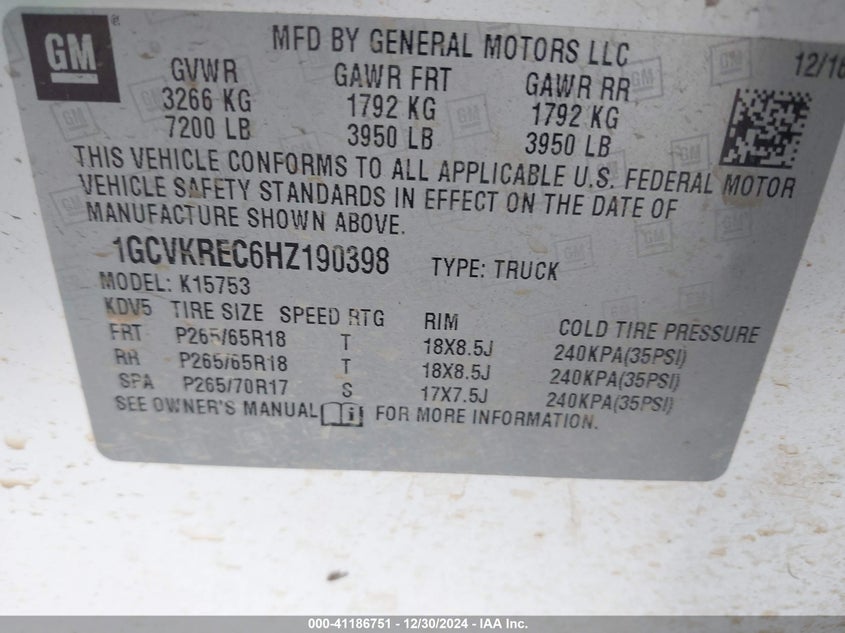 GM
MFD BY GENERAL MOTORS LLC
12/16
GVWR GAWR FRT GAWR RR
3266 KG 1792 KG 1792 KG
7200 LB 3950 LB 3950 LB
THIS VEHICLE CONFORMS TO ALL APPLICABLE U.S. FEDERAL MOTOR
VEHICLE SAFETY STANDARDS IN EFFECT ON THE DATE OF
MANUFACTURE SHOWN ABOVE.
1GCVKREC6HZ190398 TYPE: TRUCK
MODEL: K15753
KDV5 TIRE SIZE SPEED RTG RIM COLD TIRE PRESSURE
FRT P265/65R18 T 18X8.5J 240KPA(35PSI)
RR P265/65R18 T 18X8.5J 240KPA(35PSI)
SPA P265/70R17 S 17X7.5J 240KPA(35PSI)
SEE OWNER'S MANUAL FOR MORE INFORMATION.
000-41186751 - 12/30/2024 - IAA Inc.